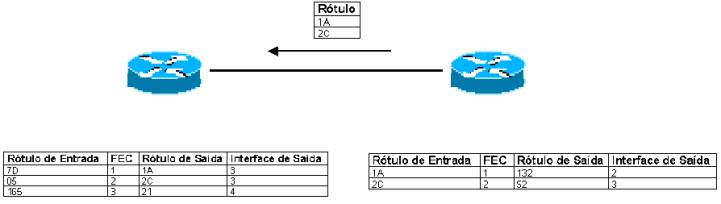 Rótulo
1A
2C
Rótulo de Entrada FEC Rótulo de Saída Interface de Saída
7D 1 1A 3
05 2 2C 3
165 3 21 4
Rótulo de Entrada FEC Rótulo de Saída Interface de Saída
1A 1 132 2
2C 2 52 3